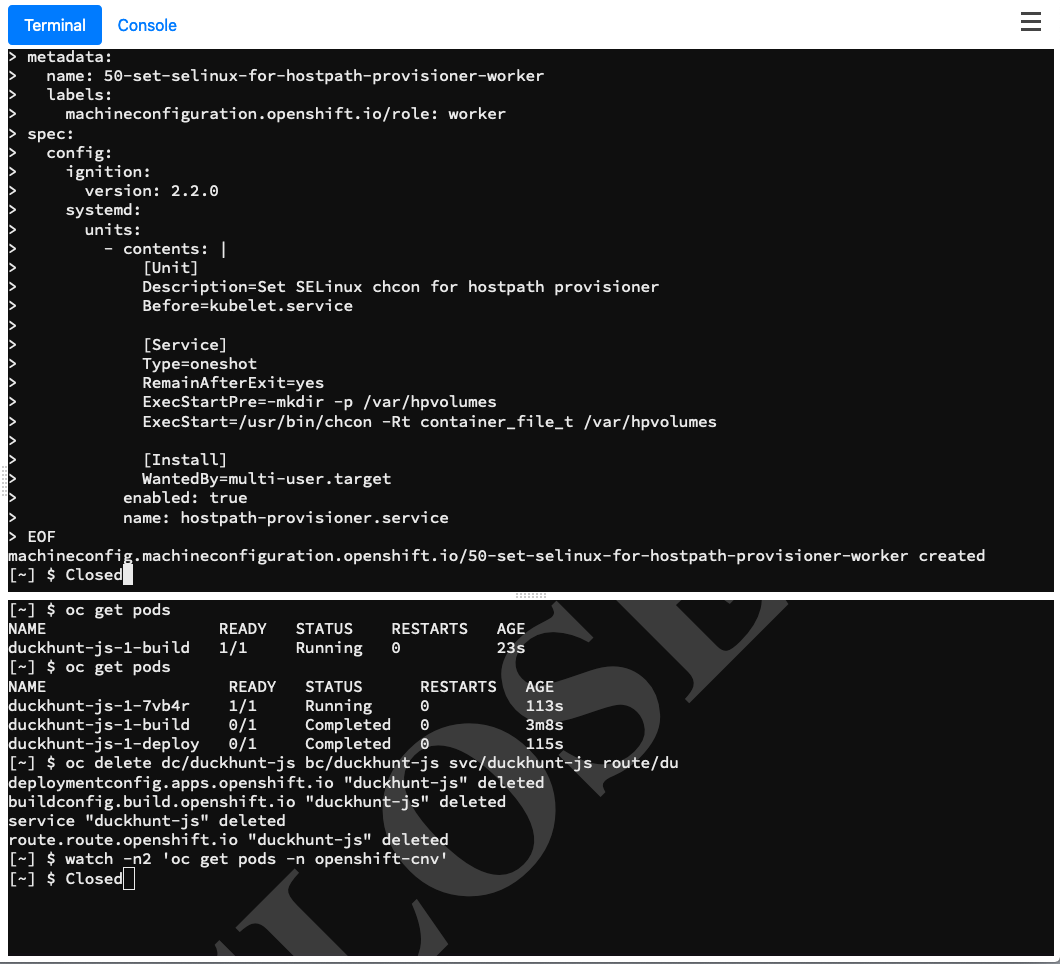 Terminal Console
> metadata:
>   name: 50-set-selinux-for-hostpath-provisioner-worker
>   labels:
>     machineconfiguration.openshift.io/role: worker
> spec:
>   config:
>     ignition:
>       version: 2.2.0
>     systemd:
>       units:
>         - contents: |
>             [Unit]
>             Description=Set SELinux chcon for hostpath provisioner
>             Before=kubelet.service
>
>             [Service]
>             Type=oneshot
>             RemainAfterExit=yes
>             ExecStartPre=-mkdir -p /var/hpvolumes
>             ExecStart=/usr/bin/chcon -Rt container_file_t /var/hpvolumes
>
>             [Install]
>             WantedBy=multi-user.target
>           enabled: true
>           name: hostpath-provisioner.service
> EOF
machineconfig.machineconfiguration.openshift.io/50-set-selinux-for-hostpath-provisioner-worker created
[~] $ Closed
[~] $ oc get pods
NAME                  READY   STATUS    RESTARTS   AGE
duckhunt-js-1-build   1/1     Running   0          23s
[~] $ oc get pods
NAME                   READY   STATUS      RESTARTS   AGE
duckhunt-js-1-7vb4r    1/1     Running     0          113s
duckhunt-js-1-build    0/1     Completed   0          3m8s
duckhunt-js-1-deploy   0/1     Completed   0          115s
[~] $ oc delete dc/duckhunt-js bc/duckhunt-js svc/duckhunt-js route/du
deploymentconfig.apps.openshift.io "duckhunt-js" deleted
buildconfig.build.openshift.io "duckhunt-js" deleted
service "duckhunt-js" deleted
route.route.openshift.io "duckhunt-js" deleted
[~] $ watch -n2 'oc get pods -n openshift-cnv'
[~] $ Closed